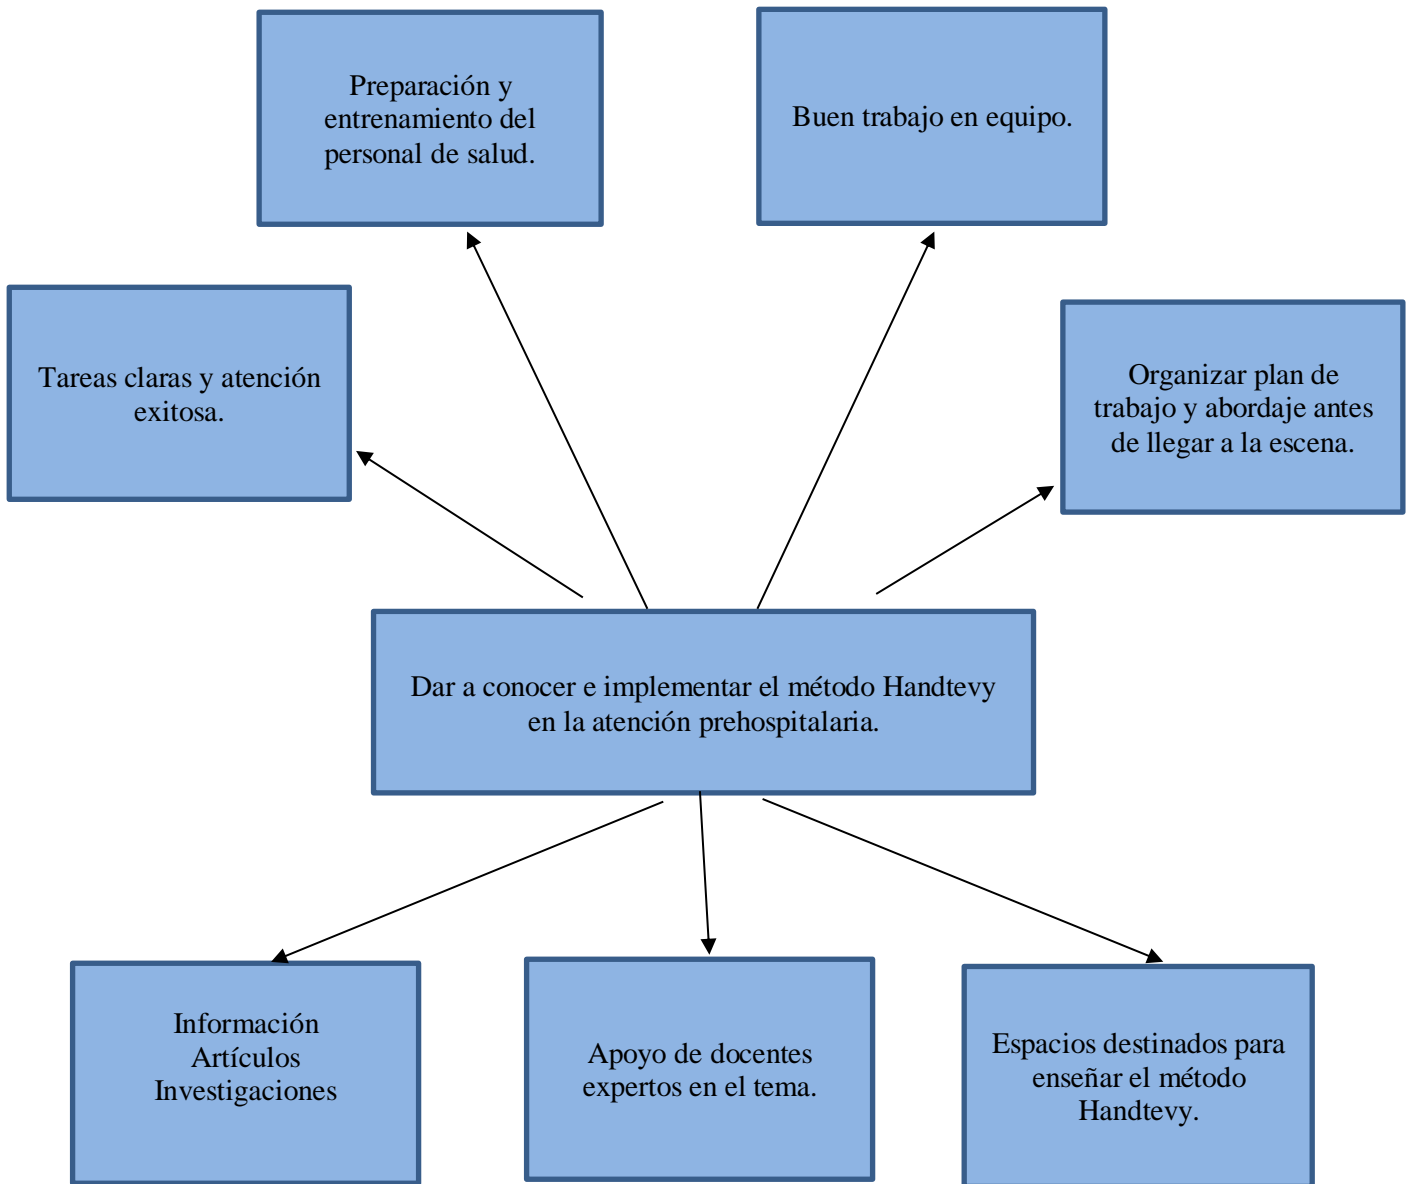 Preparación y
entrenamiento del
personal de salud.
Buen trabajo en equipo.
Tareas claras y atención
exitosa.
Organizar plan de
trabajo y abordaje antes
de llegar a la escena.
Dar a conocer e implementar el método Handtevy
en la atención prehospitalaria.
Información
Artículos
Investigaciones
Apoyo de docentes
expertos en el tema.
Espacios destinados para
enseñar el método
Handtevy.